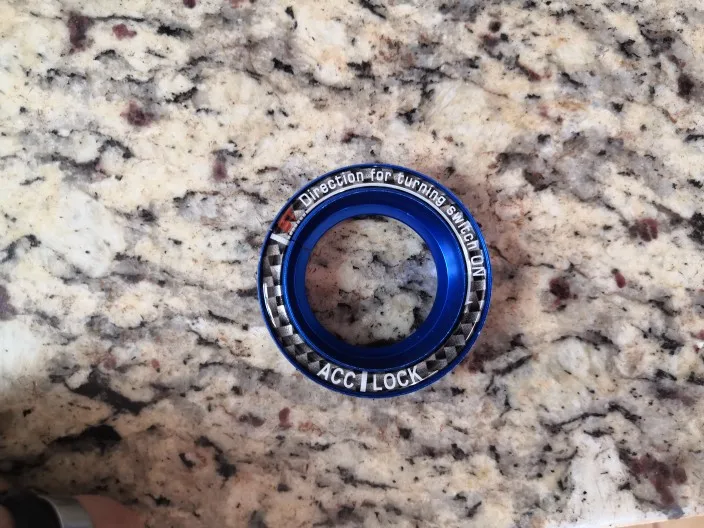 Direction for turning switch ON
ACC LOCK